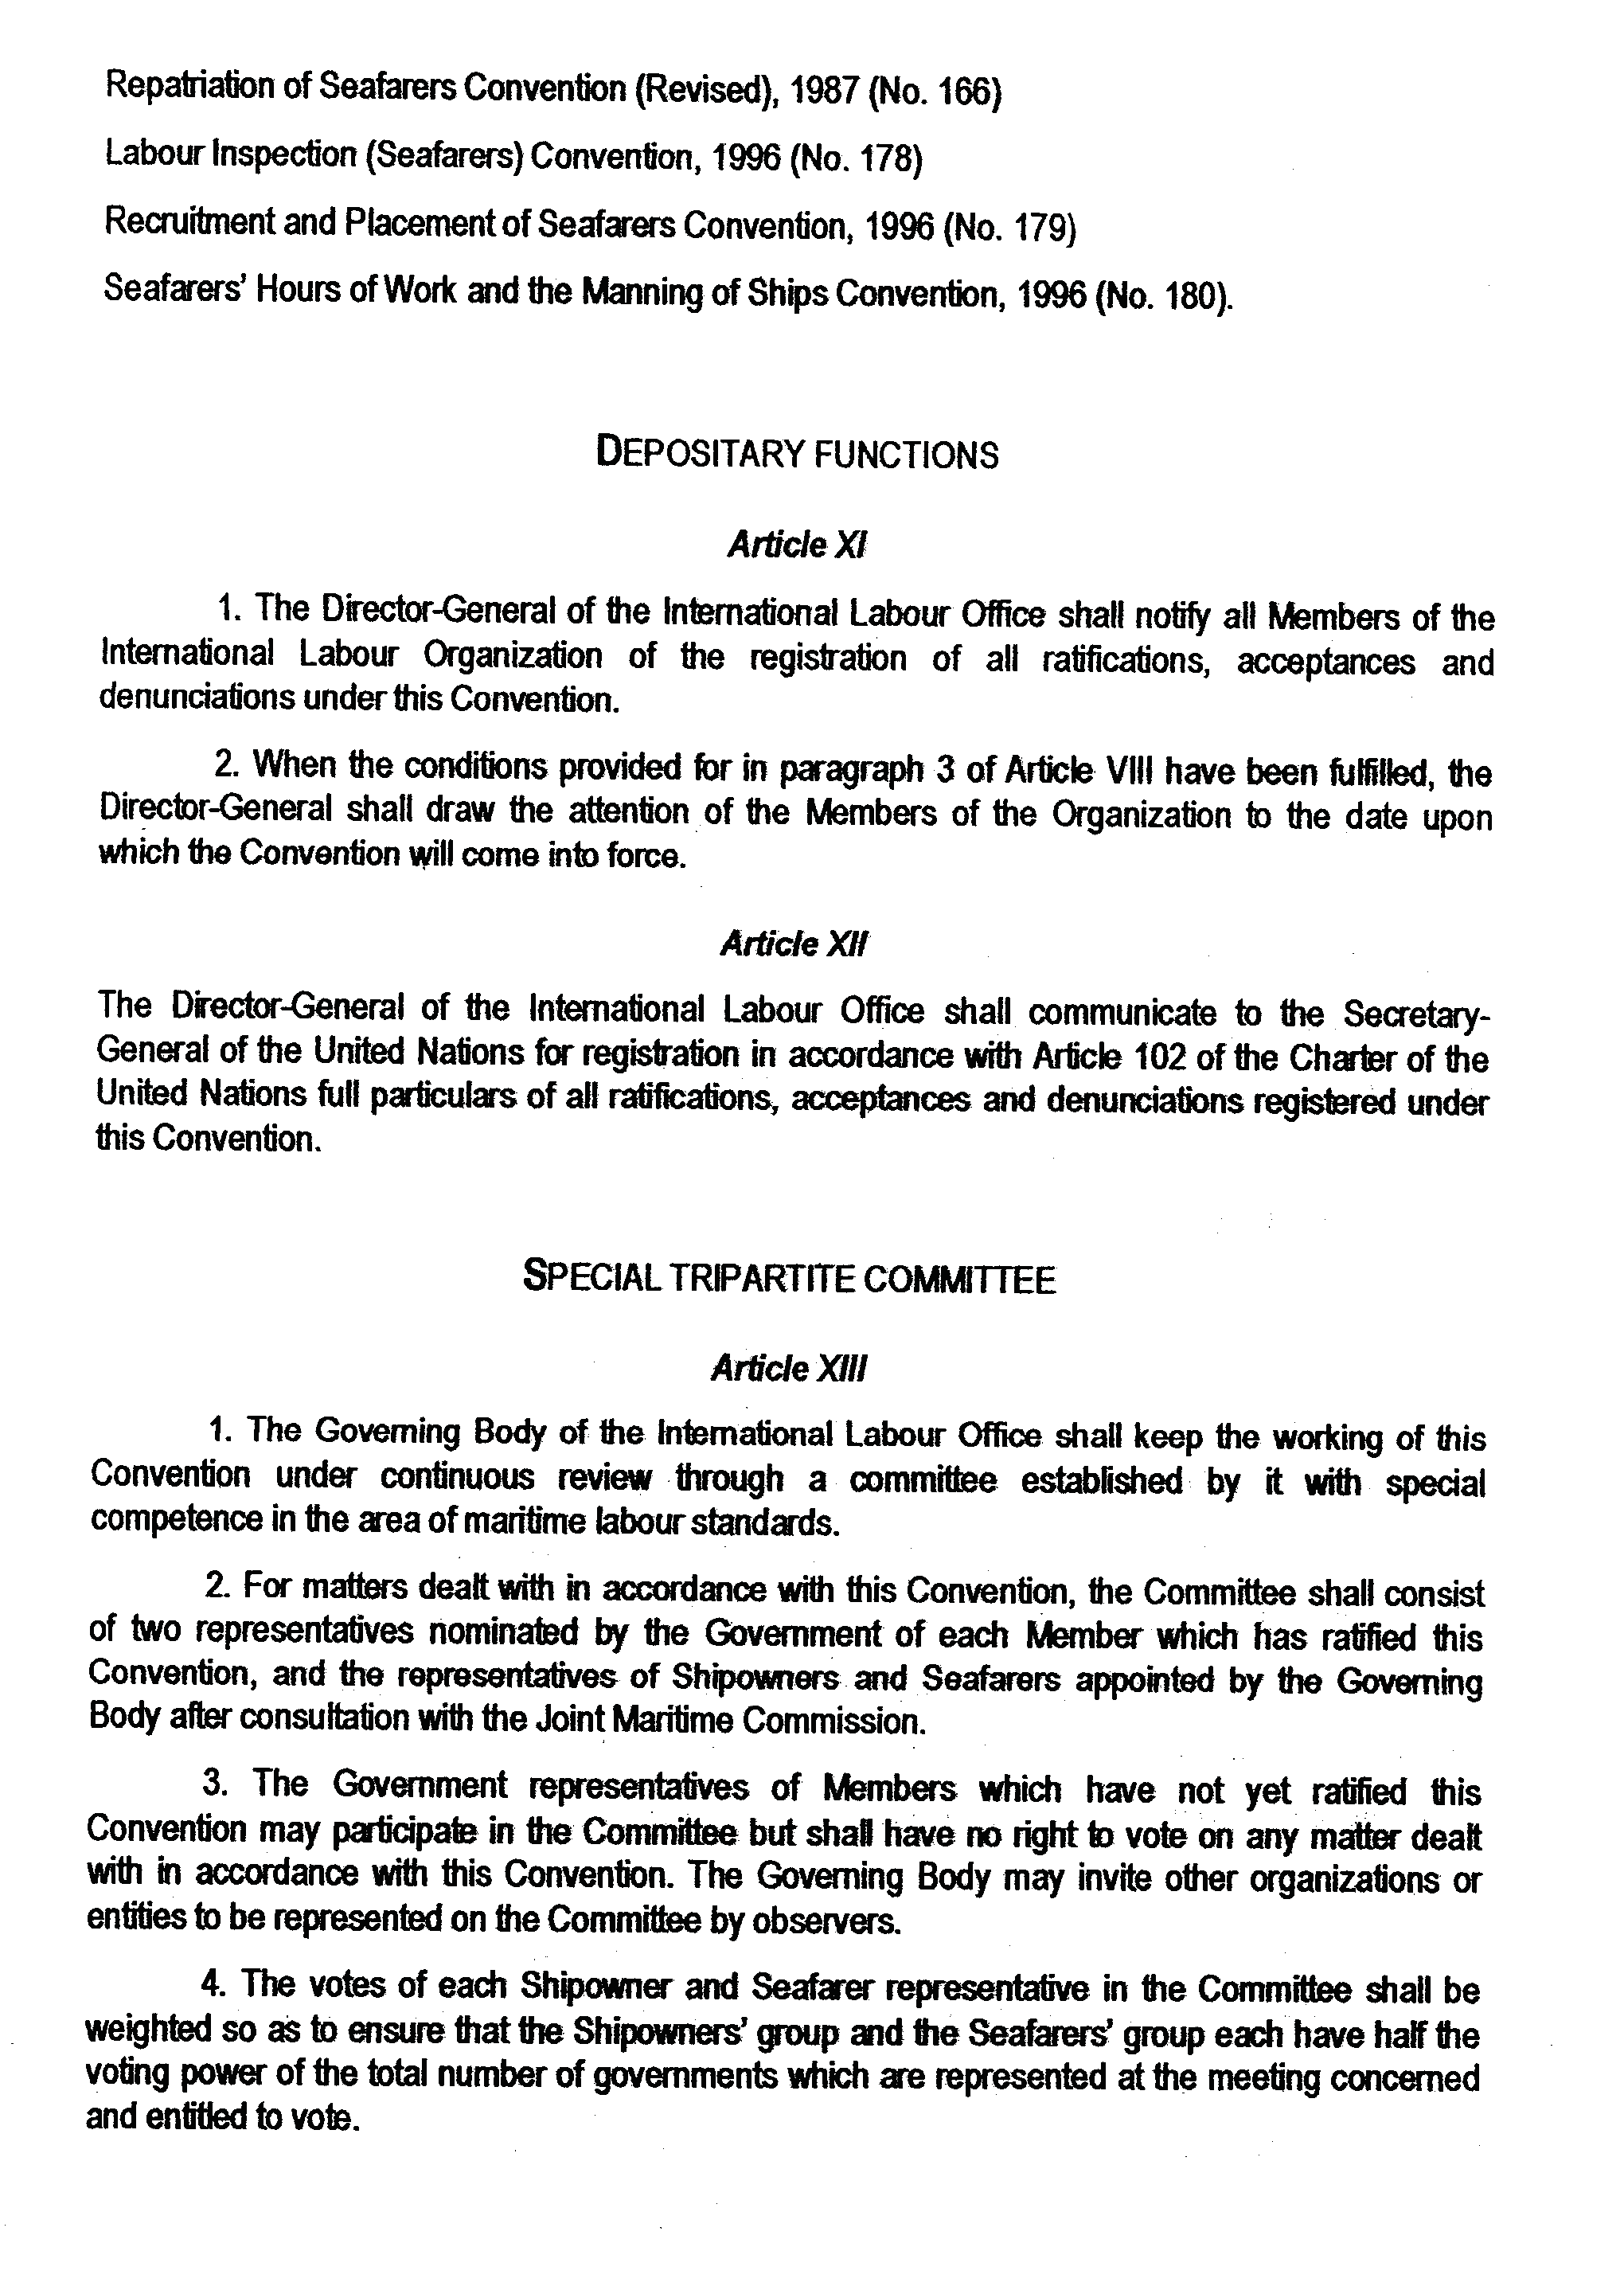 Repatriation of Seafarers Convention (Revised), 1987 (No. 166)
Labour Inspection (Seafarers) Convention, 1996 (No. 178)
Recruitment and Placement of Seafarers Convention, 1996 (No. 179)
Seafarers' Hours of Work and the Manning of Ships Convention, 1996 (No. 180).
DEPOSITARY FUNCTIONS
Article XI
1. The Director-General of the International Labour Office shall notify all Members of the
International Labour Organization of the registration of all ratifications, acceptances and
denunciations under this Convention.
2. When the conditions provided for in paragraph 3 of Article VIII have been fulfilled, the
Director-General shall draw the attention of the Members of the Organization to the date upon
which the Convention will come into force.
Article XII
The Director-General of the International Labour Office shall communicate to the Secretary-
General of the United Nations for registration in accordance with Article 102 of the Charter of the
United Nations full particulars of all ratifications, acceptances and denunciations registered under
this Convention.
SPECIAL TRIPARTITE COMMITTEE
Article XIII
1. The Governing Body of the International Labour Office shall keep the working of this
Convention under continuous review through a committee established by it with special
competence in the area of maritime labour standards.
2. For matters dealt with in accordance with this Convention, the Committee shall consist
of two representatives nominated by the Government of each Member which has ratified this
Convention, and the representatives of Shipowners and Seafarers appointed by the Governing
Body after consultation with the Joint Maritime Commission.
3. The Government representatives of Members which have not yet ratified this
Convention may participate in the Committee but shall have no right to vote on any matter dealt
with in accordance with this Convention. The Governing Body may invite other organizations or
entities to be represented on the Committee by observers.
4. The votes of each Shipowner and Seafarer representative in the Committee shall be
weighted so as to ensure that the Shipowners' group and the Seafarers' group each have half the
voting power of the total number of governments which are represented at the meeting concerned
and entitled to vote.